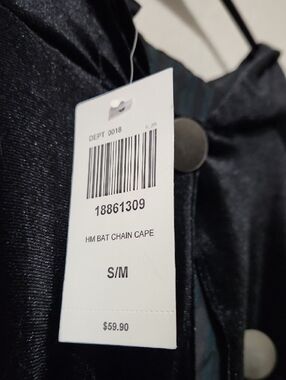 DEPT 0018
18861309
HM BAT CHAIN CAPE
S/M
$59.90